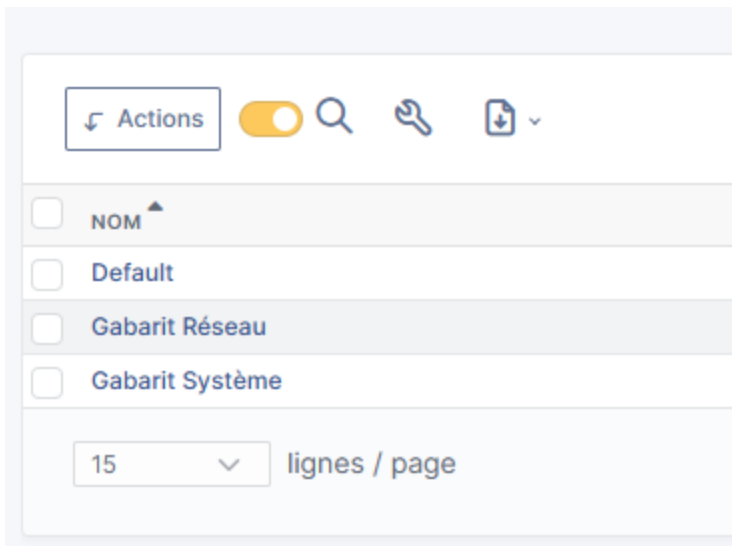 Actions
NOM
Default
Gabarit Réseau
Gabarit Système
15 lignes / page